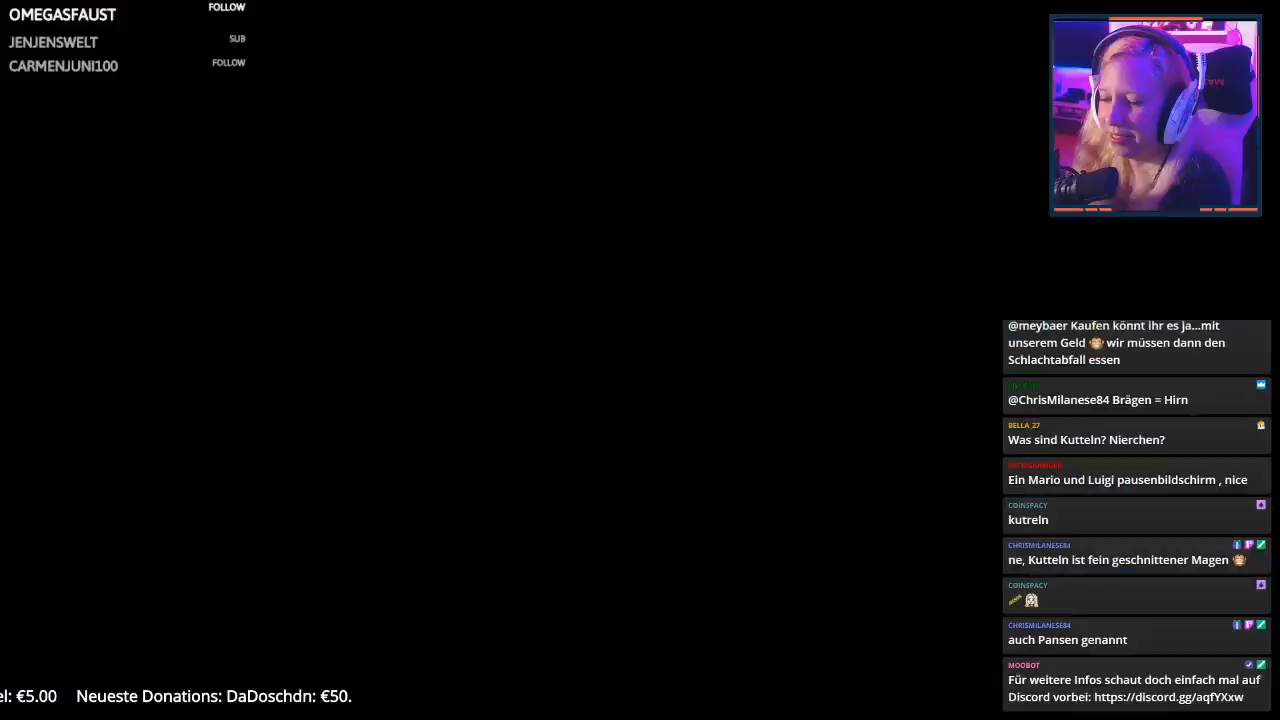 OMEGASFAUST FOLLOW
JENJENSWELT SUB
CARMENJUNI100 FOLLOW
@meybaer Kaufen könnt ihr es ja...mit
unserem Geld 🐵 wir müssen dann den
Schlachtabfall essen
@ChrisMilanese84 Brägen = Hirn
BELLA_27
Was sind Kutteln? Nierchen?
Ein Mario und Luigi pausenbildschirm , nice
COINSPACY
kutreln
CHRISMILANESE84
ne, Kutteln ist fein geschnittener Magen 🐵
COINSPACY
CHRISMILANESE84
auch Pansen genannt
MOOBOT
Für weitere Infos schaut doch einfach mal auf
Discord vorbei: https://discord.gg/aqfYXxw
el: €5.00 Neueste Donations: DaDoschdn: €50.